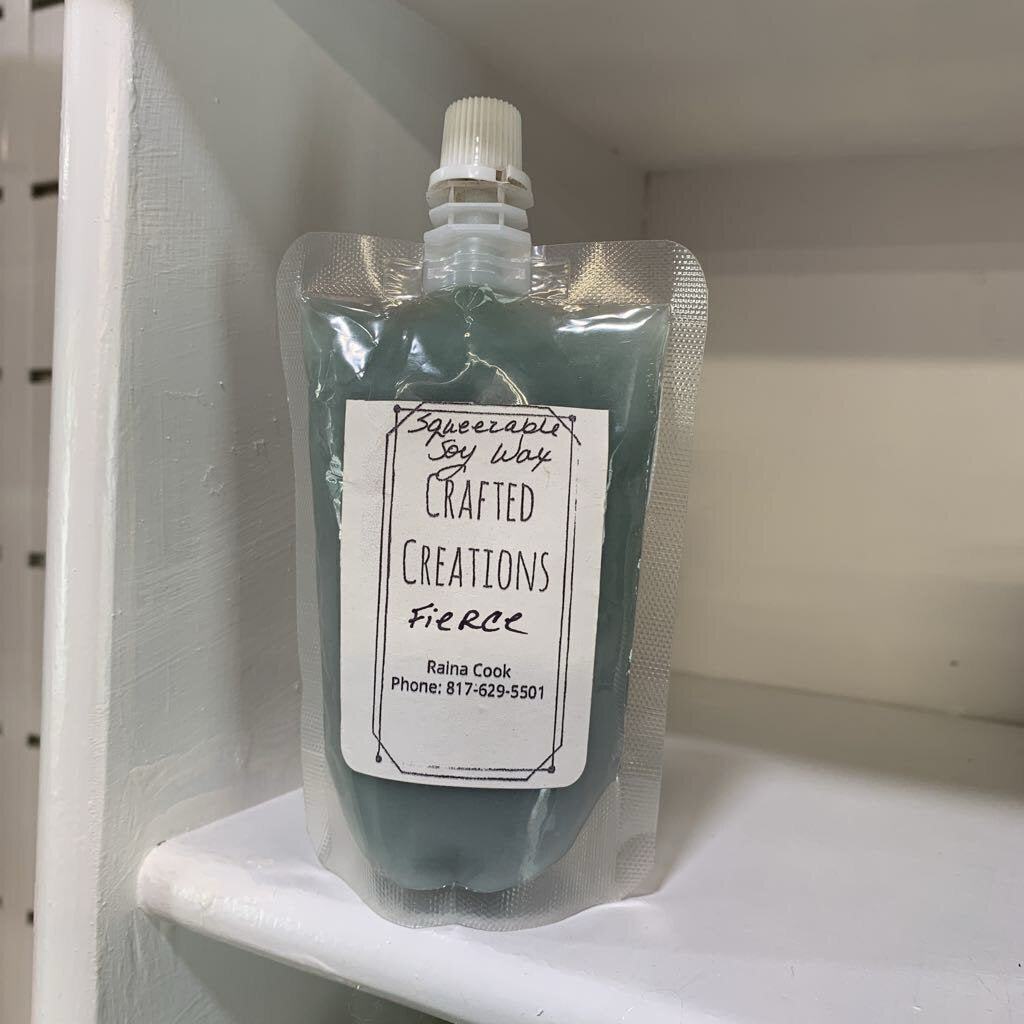 Squeezable
Soy Wax
CRAFTED
CREATIONS
Fierce
Raina Cook
Phone: 817-629-5501